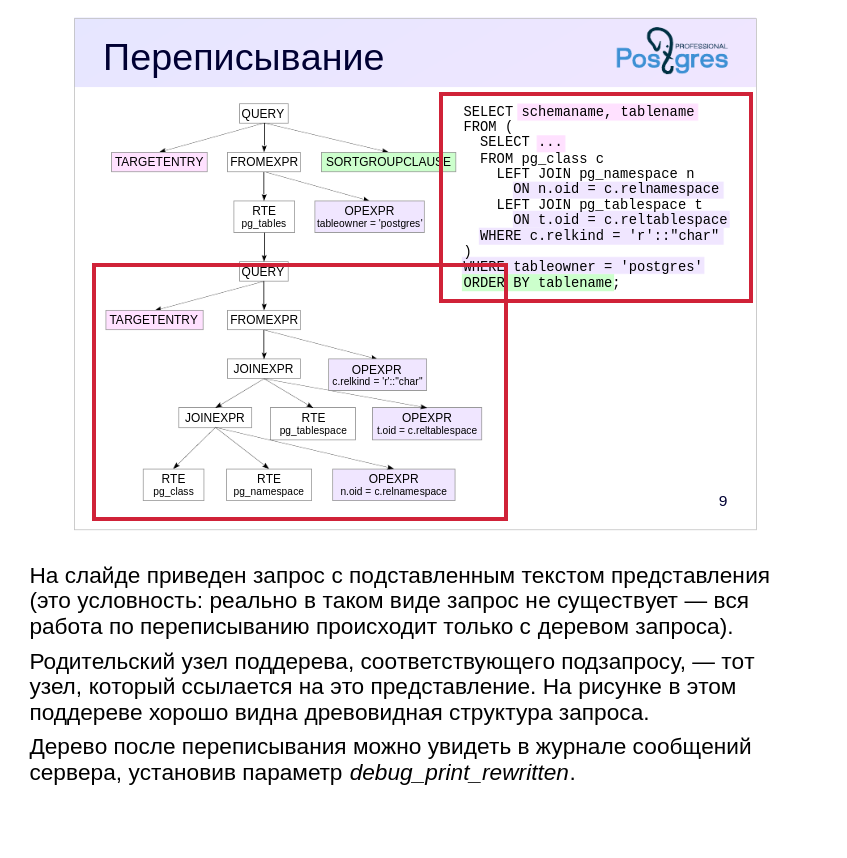 Переписывание
PROFESSIONAL
Postgres
QUERY
TARGETENTRY
FROMEXPR
SORTGROUPCLAUSE
RTE
pg_tables
OPEXPR
tableowner = 'postgres'
QUERY
TARGETENTRY
FROMEXPR
JOINEXPR
OPEXPR
c.relkind = 'r'::"char"
JOINEXPR
RTE
pg_tablespace
OPEXPR
t.oid = c.reltablespace
RTE
pg_class
RTE
pg_namespace
OPEXPR
n.oid = c.relnamespace
SELECT schemaname, tablename
FROM (
SELECT ...
FROM pg_class c
LEFT JOIN pg_namespace n
ON n.oid = c.relnamespace
LEFT JOIN pg_tablespace t
ON t.oid = c.reltablespace
WHERE c.relkind = 'r'::"char"
)
WHERE tableowner = 'postgres'
ORDER BY tablename;
9
На слайде приведен запрос с подставленным текстом представления
(это условность: реально в таком виде запрос не существует — вся
работа по переписыванию происходит только с деревом запроса).
Родительский узел поддерева, соответствующего подзапросу, — тот
узел, который ссылается на это представление. На рисунке в этом
поддереве хорошо видна древовидная структура запроса.
Дерево после переписывания можно увидеть в журнале сообщений
сервера, установив параметр debug_print_rewritten.